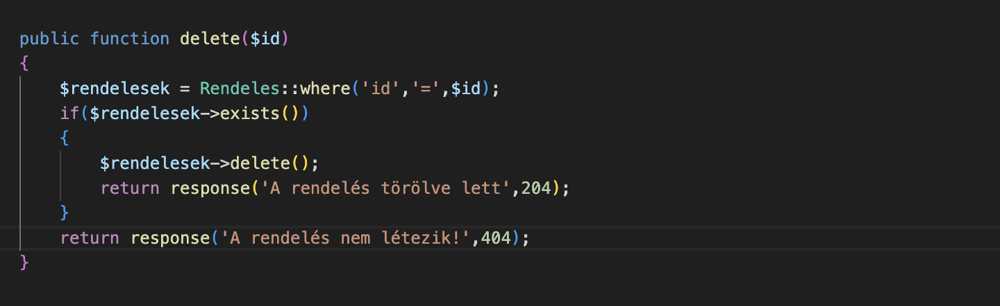 public function delete($id)
{
    $rendelesek = Rendeles::where('id','=',$id);
    if($rendelesek->exists())
    {
        $rendelesek->delete();
        return response('A rendelés törölve lett',204);
    }
    return response('A rendelés nem létezik!',404);
}